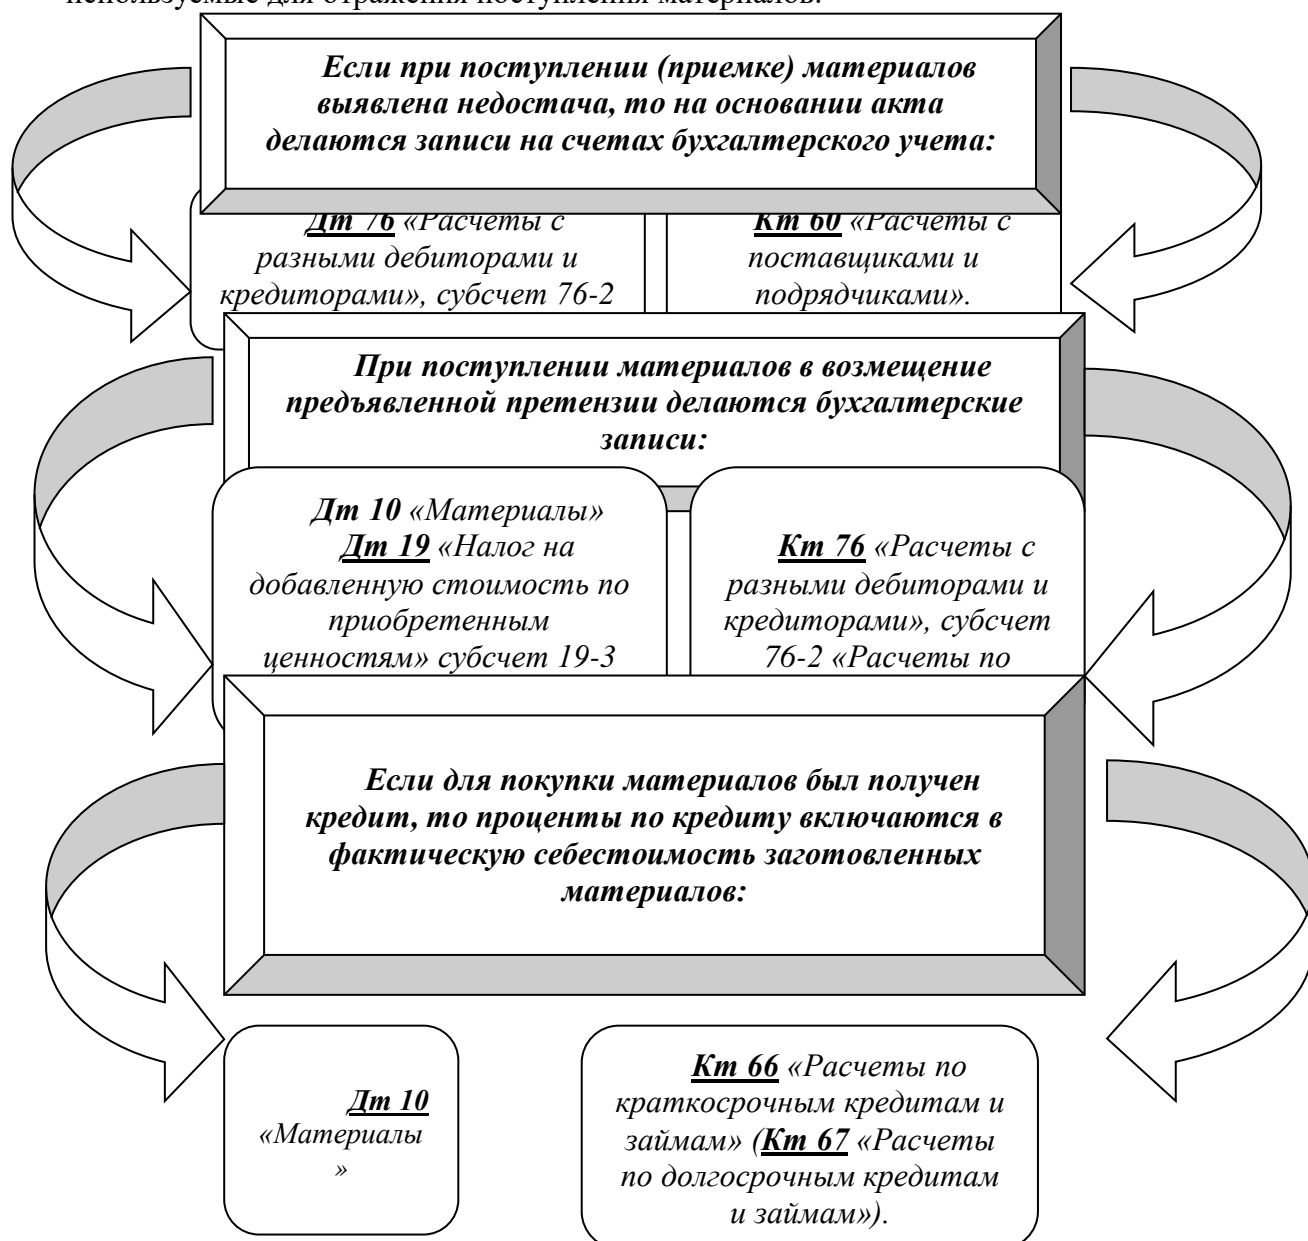 используемые для отражения поступления материалов.
Если при поступлении (приемке) материалов
выявлена недостача, то на основании акта
делаются записи на счетах бухгалтерского учета:
Дт 76 «Расчеты с
разными дебиторами и
кредиторами», субсчет 76-2
Кт 60 «Расчеты с
поставщиками и
подрядчиками».
При поступлении материалов в возмещение
предъявленной претензии делаются бухгалтерские
записи:
Дт 10 «Материалы»
Дт 19 «Налог на
добавленную стоимость по
приобретенным
ценностям» субсчет 19-3
Кт 76 «Расчеты с
разными дебиторами и
кредиторами», субсчет
76-2 «Расчеты по
Если для покупки материалов был получен
кредит, то проценты по кредиту включаются в
фактическую себестоимость заготовленных
материалов:
Дт 10
«Материалы
»
Кт 66 «Расчеты по
краткосрочным кредитам и
займам» (Кт 67 «Расчеты
по долгосрочным кредитам
и займам»).